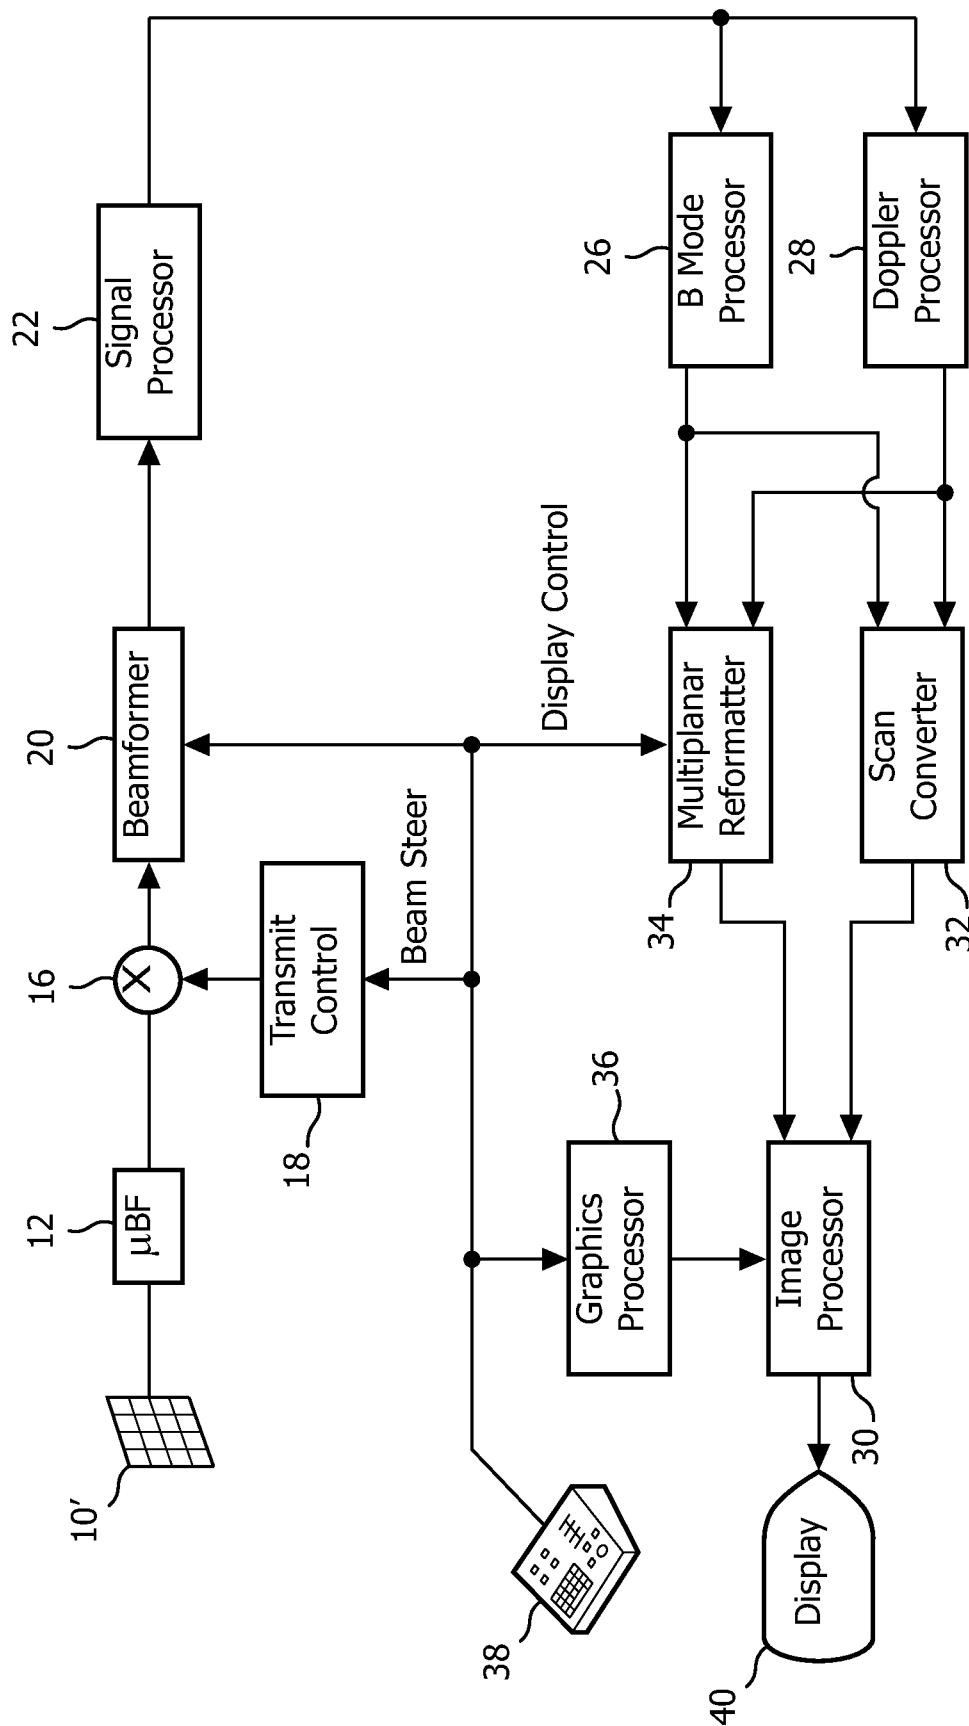 10'
12
μBF
16
X
20
Beamformer
22
Signal
Processor
18
Transmit
Control
Beam Steer
Display Control
38
36
Graphics
Processor
34
Multiplanar
Reformatter
26
B Mode
Processor
40
Display
30
Image
Processor
32
Scan
Converter
28
Doppler
Processor